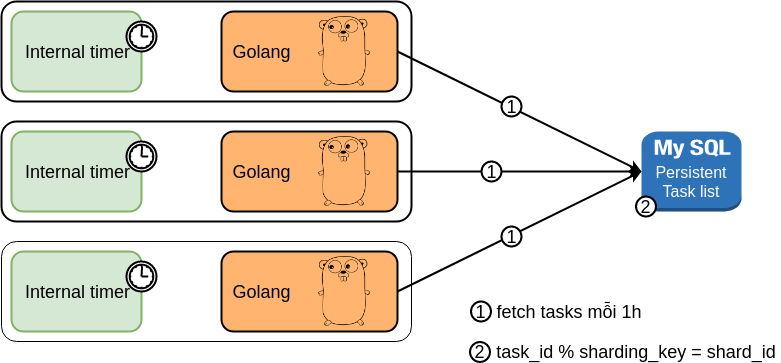 Internal timer
Golang
1
Internal timer
Golang
1
My SQL
Persistent
Task list
2
Internal timer
Golang
1
1 fetch tasks mỗi 1h
2 task_id % sharding_key = shard_id